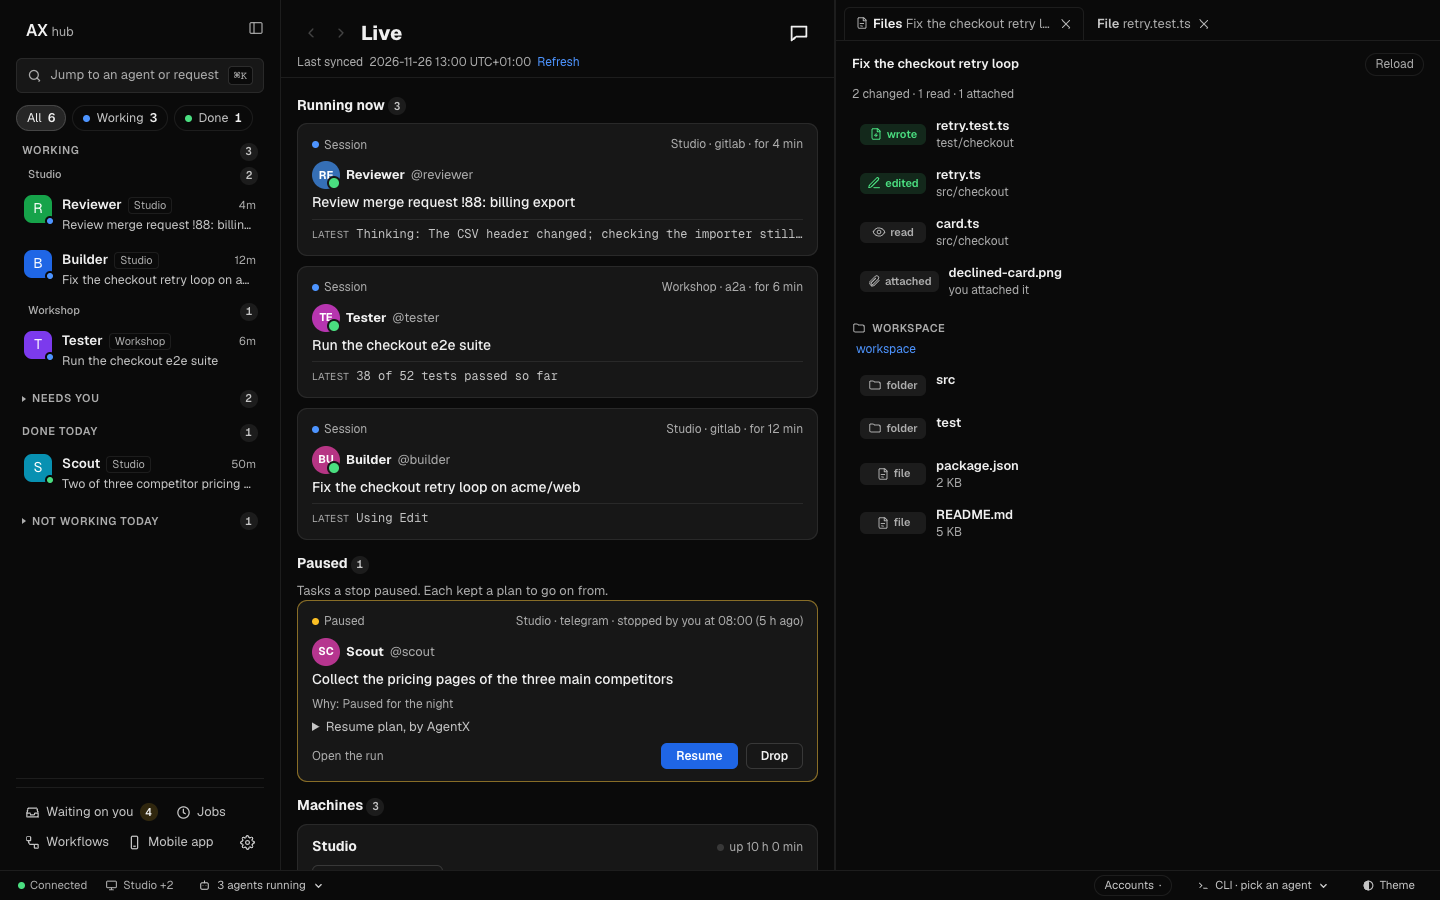 AX hub
Jump to an agent or request ⌘K
All 6
Working 3
Done 1
WORKING 3
Studio 2
R
Reviewer Studio 4m
Review merge request !88: billin...
B
Builder Studio 12m
Fix the checkout retry loop on a...
Workshop 1
T
Tester Workshop 6m
Run the checkout e2e suite
NEEDS YOU 2
DONE TODAY 1
S
Scout Studio 50m
Two of three competitor pricing ...
NOT WORKING TODAY 1
Waiting on you 4
Jobs
Workflows
Mobile app
Live
Last synced 2026-11-26 13:00 UTC+01:00 Refresh
Running now 3
Session Studio · gitlab · for 4 min
RE Reviewer @reviewer
Review merge request !88: billing export
LATEST Thinking: The CSV header changed; checking the importer still...
Session Workshop · a2a · for 6 min
TE Tester @tester
Run the checkout e2e suite
LATEST 38 of 52 tests passed so far
Session Studio · gitlab · for 12 min
BU Builder @builder
Fix the checkout retry loop on acme/web
LATEST Using Edit
Paused 1
Tasks a stop paused. Each kept a plan to go on from.
Paused Studio · telegram · stopped by you at 08:00 (5 h ago)
SC Scout @scout
Collect the pricing pages of the three main competitors
Why: Paused for the night
Resume plan, by AgentX
Open the run Resume Drop
Machines 3
Studio up 10 h 0 min
Files Fix the checkout retry l...
File retry.test.ts
Fix the checkout retry loop Reload
2 changed · 1 read · 1 attached
wrote retry.test.ts
test/checkout
edited retry.ts
src/checkout
read card.ts
src/checkout
attached declined-card.png
you attached it
WORKSPACE
workspace
folder src
folder test
file package.json
2 KB
file README.md
5 KB
Connected
Studio +2
3 agents running
Accounts ·
CLI · pick an agent
Theme